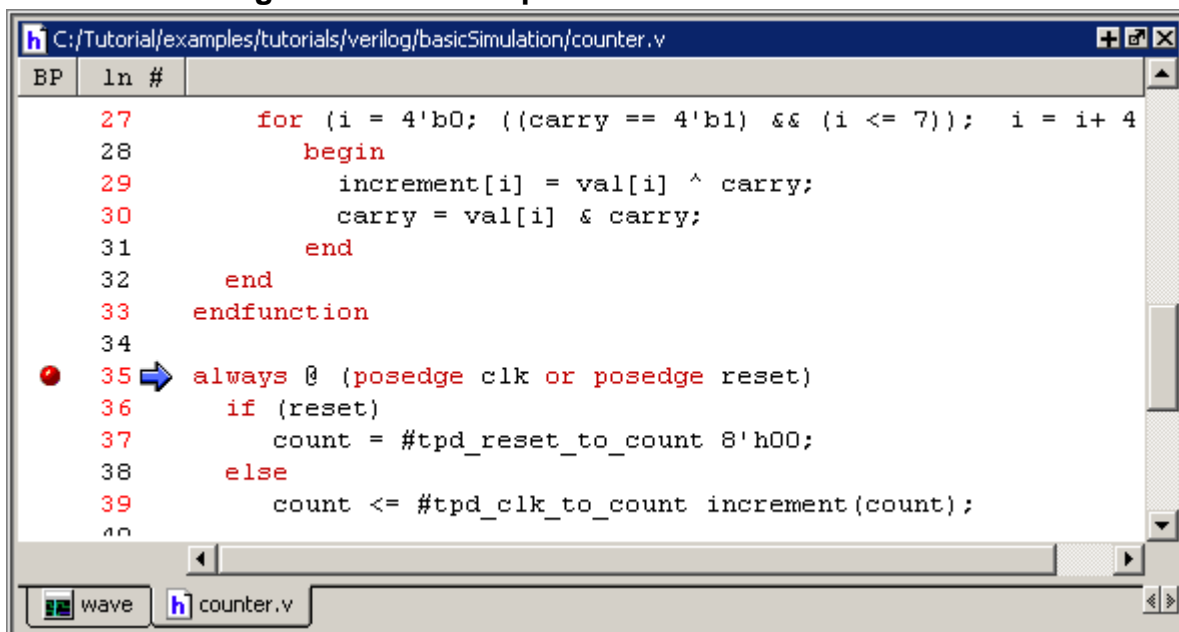 C:/Tutorial/examples/tutorials/verilog/basicSimulation/counter.v
BP ln #
27 for (i = 4'b0; ((carry == 4'b1) && (i <= 7)); i = i+ 4
28 begin
29 increment[i] = val[i] ^ carry;
30 carry = val[i] & carry;
31 end
32 end
33 endfunction
34
35 always @ (posedge clk or posedge reset)
36 if (reset)
37 count = #tpd_reset_to_count 8'h00;
38 else
39 count <= #tpd_clk_to_count increment(count);
wave counter.v